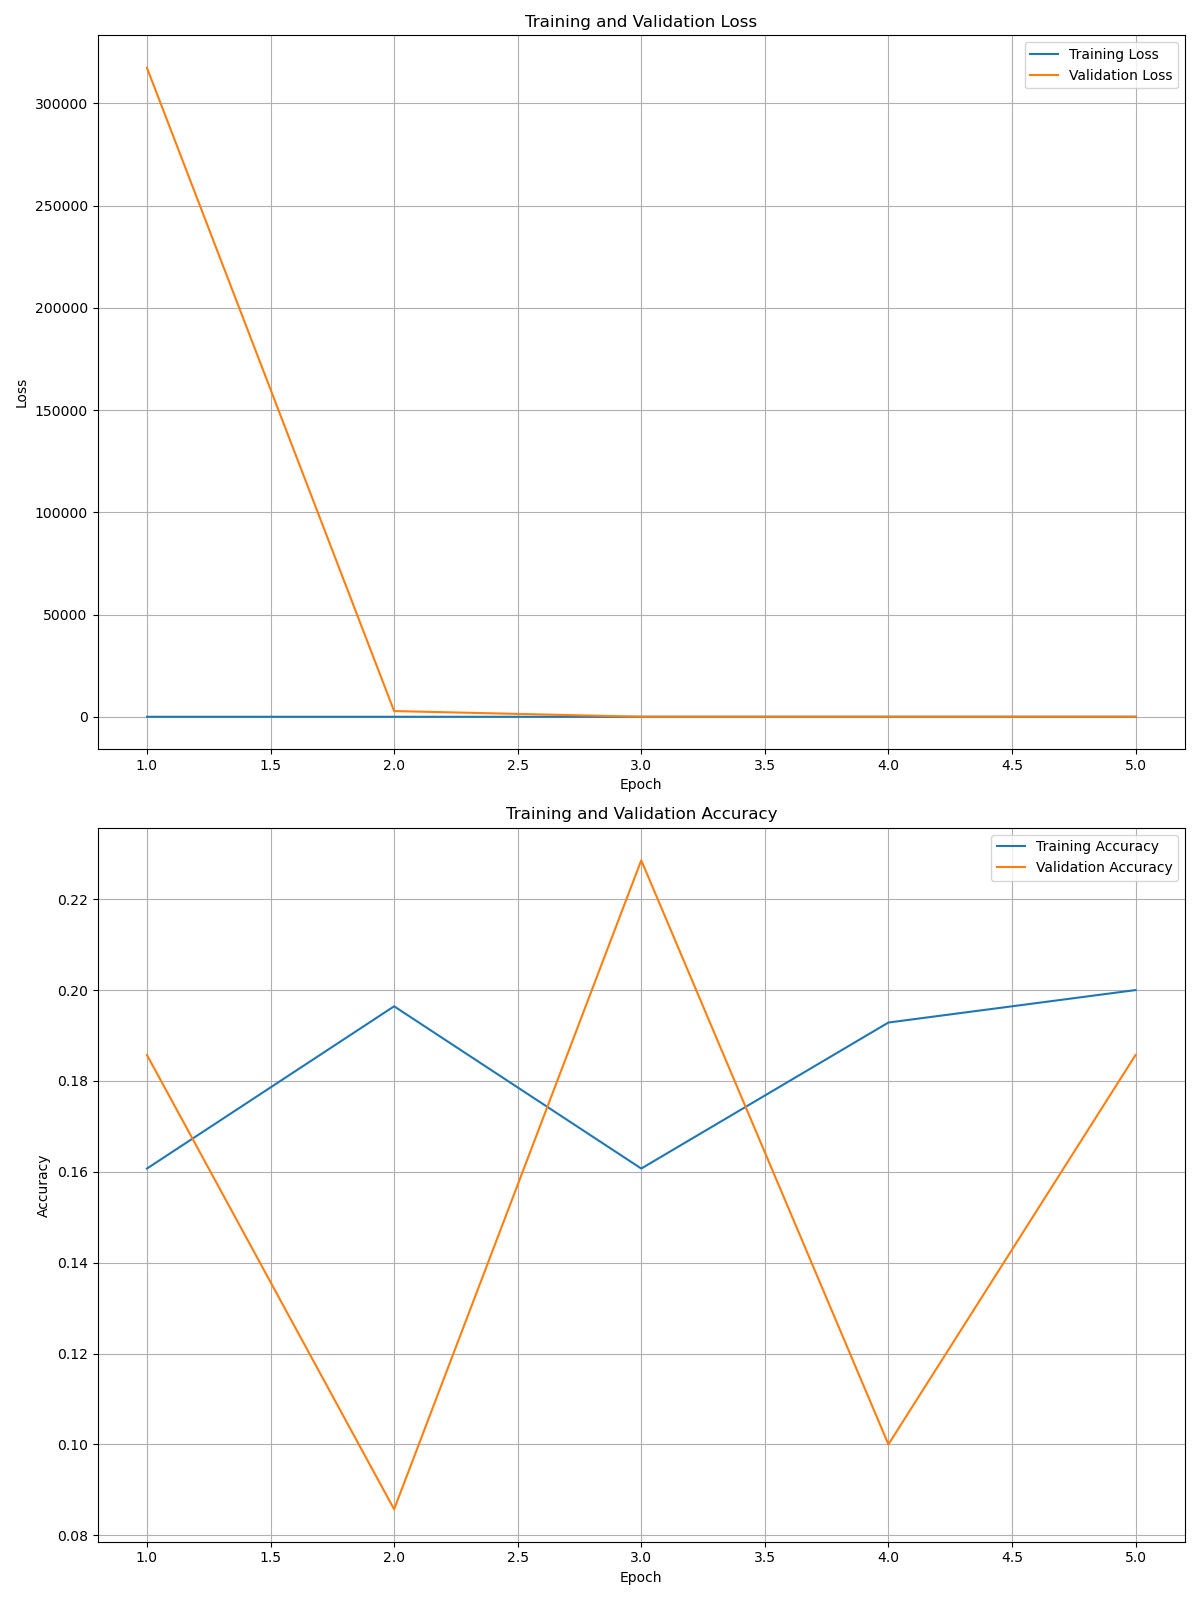 Training and Validation Loss
Training Loss
Validation Loss
300000
250000
200000
150000
100000
50000
0
Loss
1.0 1.5 2.0 2.5 3.0 3.5 4.0 4.5 5.0
Epoch
Training and Validation Accuracy
Training Accuracy
Validation Accuracy
0.22
0.20
0.18
0.16
0.14
0.12
0.10
0.08
Accuracy
1.0 1.5 2.0 2.5 3.0 3.5 4.0 4.5 5.0
Epoch